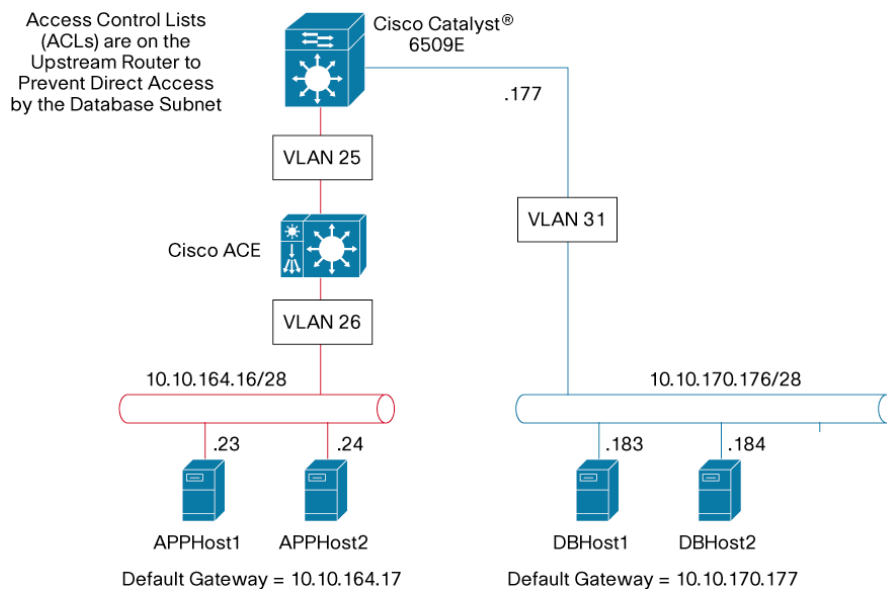 Access Control Lists
(ACLs) are on the
Upstream Router to
Prevent Direct Access
by the Database Subnet
Cisco Catalyst®
6509E
.177
VLAN 25
VLAN 31
Cisco ACE
VLAN 26
10.10.164.16/28
10.10.170.176/28
.23
.24
.183
.184
APPHost1
APPHost2
DBHost1
DBHost2
Default Gateway = 10.10.164.17
Default Gateway = 10.10.170.177